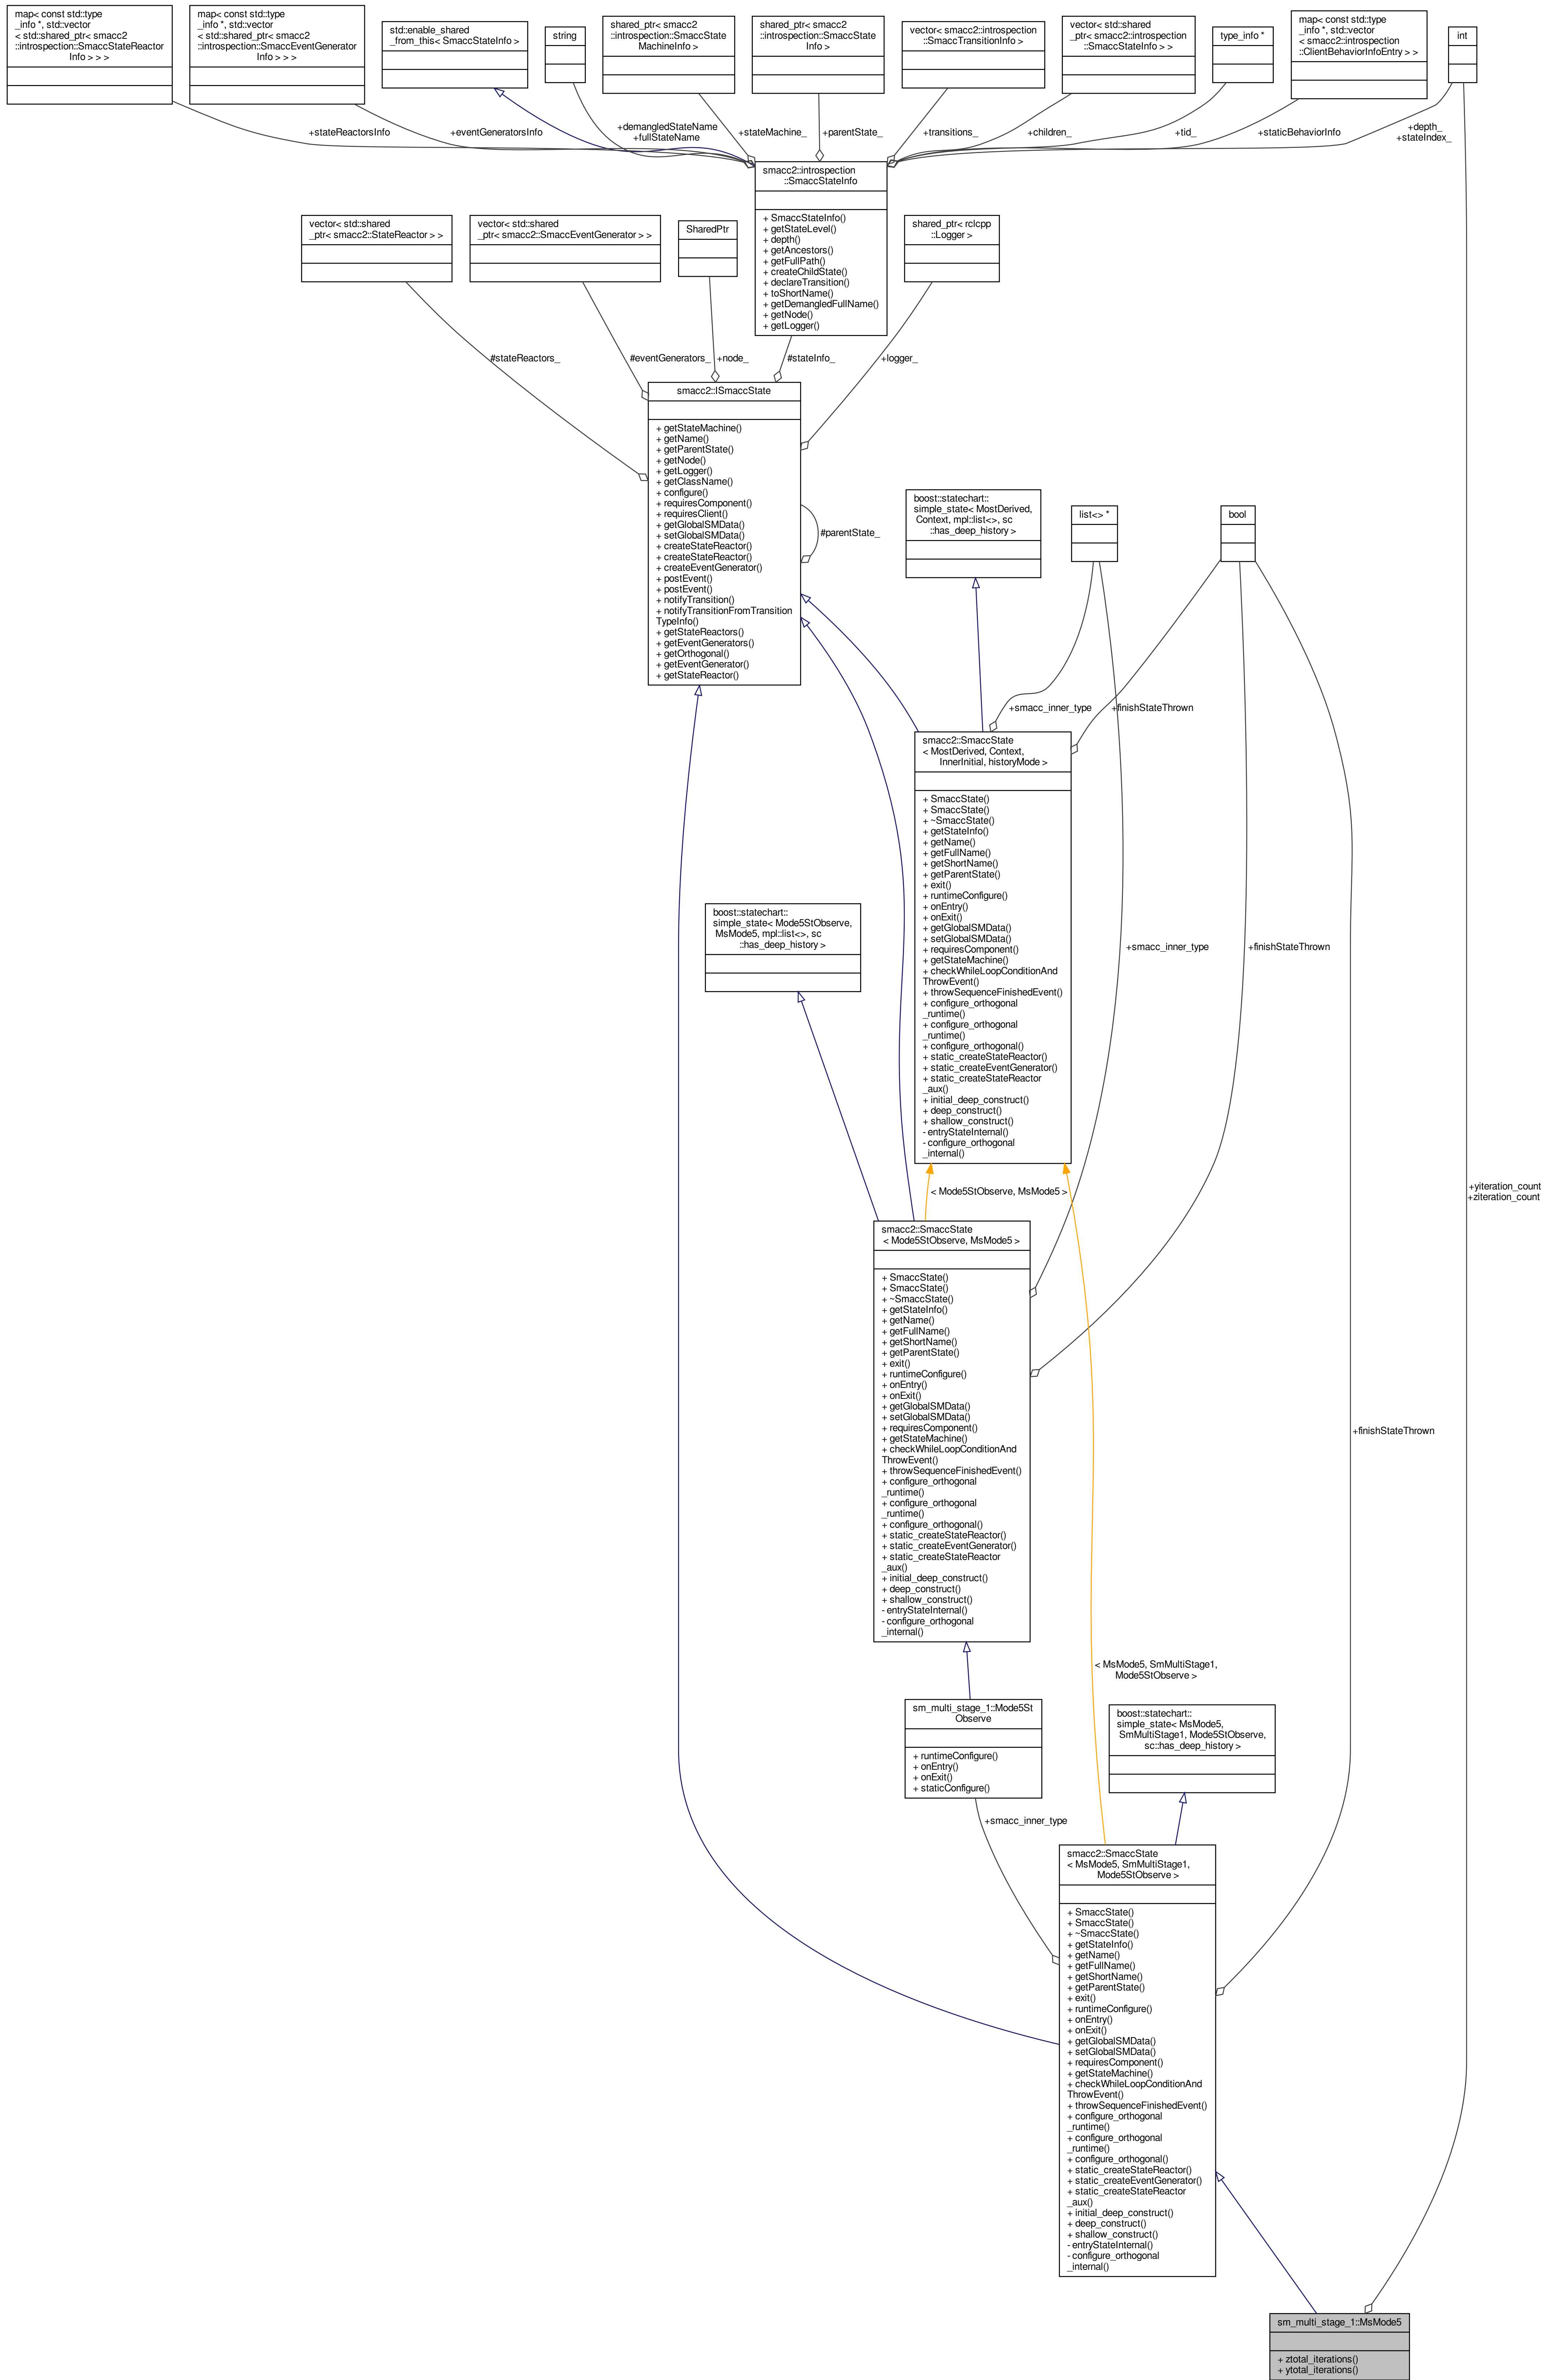 map< const std::type
_info *, std::vector
< std::shared_ptr< smacc2
::introspection::SmaccStateReactor
Info > > >
map< const std::type
_info *, std::vector
< std::shared_ptr< smacc2
::introspection::SmaccEventGenerator
Info > > >
std::enable_shared
_from_this< SmaccStateInfo >
string
shared_ptr< smacc2
::introspection::SmaccState
MachineInfo >
shared_ptr< smacc2
::introspection::SmaccState
Info >
vector< smacc2::introspection
::SmaccTransitionInfo >
vector< std::shared
_ptr< smacc2::introspection
::SmaccStateInfo > >
type_info *
map< const std::type
_info *, std::vector
< smacc2::introspection
::ClientBehaviorInfoEntry > >
int
+stateReactorsInfo
+eventGeneratorsInfo
+demangledStateName
+fullStateName
+stateMachine_
+parentState_
+transitions_
+children_
+tid_
+staticBehaviorInfo
+depth_
+stateIndex_
smacc2::introspection
::SmaccStateInfo
+ SmaccStateInfo()
+ getStateLevel()
+ depth()
+ getAncestors()
+ getFullPath()
+ createChildState()
+ declareTransition()
+ toShortName()
+ getDemangledFullName()
+ getNode()
+ getLogger()
vector< std::shared
_ptr< smacc2::StateReactor > >
vector< std::shared
_ptr< smacc2::SmaccEventGenerator > >
SharedPtr
shared_ptr< rclcpp
::Logger >
#stateReactors_
#eventGenerators_
+node_
#stateInfo_
+logger_
smacc2::ISmaccState
+ getStateMachine()
+ getName()
+ getParentState()
+ getNode()
+ getLogger()
+ getClassName()
+ configure()
+ requiresComponent()
+ requiresClient()
+ getGlobalSMData()
+ setGlobalSMData()
+ createStateReactor()
+ createStateReactor()
+ createEventGenerator()
+ postEvent()
+ postEvent()
+ notifyTransition()
+ notifyTransitionFromTransition
TypeInfo()
+ getStateReactors()
+ getEventGenerators()
+ getOrthogonal()
+ getEventGenerator()
+ getStateReactor()
#parentState_
boost::statechart::
simple_state< MostDerived,
Context, mpl::list<>, sc
::has_deep_history >
list<> *
bool
+smacc_inner_type
+finishStateThrown
smacc2::SmaccState
< MostDerived, Context,
InnerInitial, historyMode >
+ SmaccState()
+ SmaccState()
+ ~SmaccState()
+ getStateInfo()
+ getName()
+ getFullName()
+ getShortName()
+ getParentState()
+ exit()
+ runtimeConfigure()
+ onEntry()
+ onExit()
+ getGlobalSMData()
+ setGlobalSMData()
+ requiresComponent()
+ getStateMachine()
+ checkWhileLoopConditionAnd
ThrowEvent()
+ throwSequenceFinishedEvent()
+ configure_orthogonal
_runtime()
+ configure_orthogonal
_runtime()
+ configure_orthogonal()
+ static_createStateReactor()
+ static_createEventGenerator()
+ static_createStateReactor
_aux()
+ initial_deep_construct()
+ deep_construct()
+ shallow_construct()
- entryStateInternal()
- configure_orthogonal
_internal()
boost::statechart::
simple_state< Mode5StObserve,
MsMode5, mpl::list<>, sc
::has_deep_history >
+smacc_inner_type
+finishStateThrown
< Mode5StObserve, MsMode5 >
+yiteration_count
+ziteration_count
smacc2::SmaccState
< Mode5StObserve, MsMode5 >
+ SmaccState()
+ SmaccState()
+ ~SmaccState()
+ getStateInfo()
+ getName()
+ getFullName()
+ getShortName()
+ getParentState()
+ exit()
+ runtimeConfigure()
+ onEntry()
+ onExit()
+ getGlobalSMData()
+ setGlobalSMData()
+ requiresComponent()
+ getStateMachine()
+ checkWhileLoopConditionAnd
ThrowEvent()
+ throwSequenceFinishedEvent()
+ configure_orthogonal
_runtime()
+ configure_orthogonal
_runtime()
+ configure_orthogonal()
+ static_createStateReactor()
+ static_createEventGenerator()
+ static_createStateReactor
_aux()
+ initial_deep_construct()
+ deep_construct()
+ shallow_construct()
- entryStateInternal()
- configure_orthogonal
_internal()
+finishStateThrown
< MsMode5, SmMultiStage1,
Mode5StObserve >
sm_multi_stage_1::Mode5St
Observe
+ runtimeConfigure()
+ onEntry()
+ onExit()
+ staticConfigure()
boost::statechart::
simple_state< MsMode5,
SmMultiStage1, Mode5StObserve,
sc::has_deep_history >
+smacc_inner_type
smacc2::SmaccState
< MsMode5, SmMultiStage1,
Mode5StObserve >
+ SmaccState()
+ SmaccState()
+ ~SmaccState()
+ getStateInfo()
+ getName()
+ getFullName()
+ getShortName()
+ getParentState()
+ exit()
+ runtimeConfigure()
+ onEntry()
+ onExit()
+ getGlobalSMData()
+ setGlobalSMData()
+ requiresComponent()
+ getStateMachine()
+ checkWhileLoopConditionAnd
ThrowEvent()
+ throwSequenceFinishedEvent()
+ configure_orthogonal
_runtime()
+ configure_orthogonal
_runtime()
+ configure_orthogonal()
+ static_createStateReactor()
+ static_createEventGenerator()
+ static_createStateReactor
_aux()
+ initial_deep_construct()
+ deep_construct()
+ shallow_construct()
- entryStateInternal()
- configure_orthogonal
_internal()
sm_multi_stage_1::MsMode5
+ ztotal_iterations()
+ ytotal_iterations()